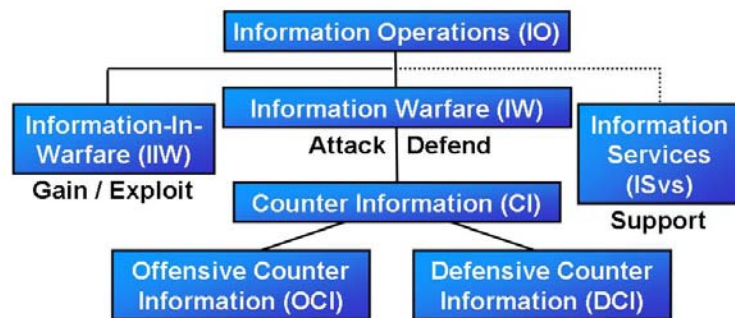 Information Operations (IO)
Information-In-
Warfare (IIW)
Gain / Exploit
Information Warfare (IW)
Attack Defend
Information
Services
(ISvs)
Support
Counter Information (CI)
Offensive Counter
Information (OCI)
Defensive Counter
Information (DCI)